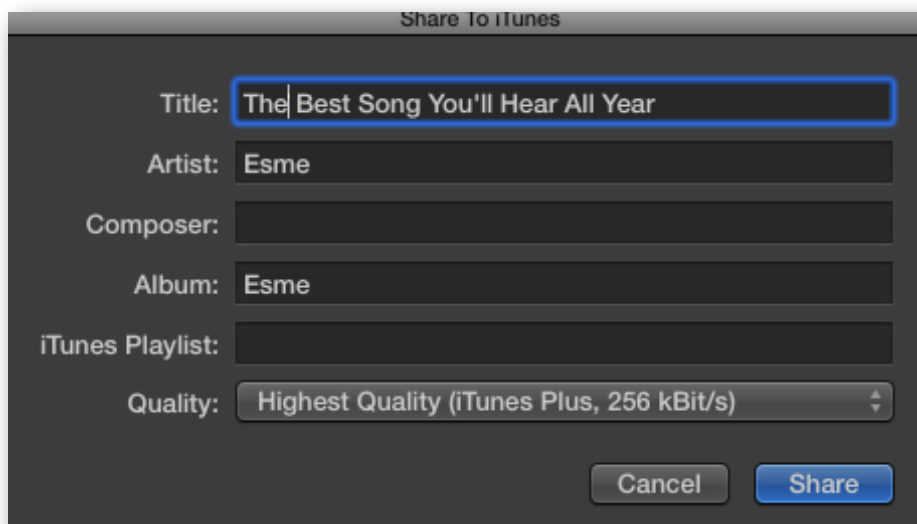 Share To iTunes
Title: The Best Song You'll Hear All Year
Artist: Esme
Composer:
Album: Esme
iTunes Playlist:
Quality: Highest Quality (iTunes Plus, 256 kBit/s)
Cancel Share